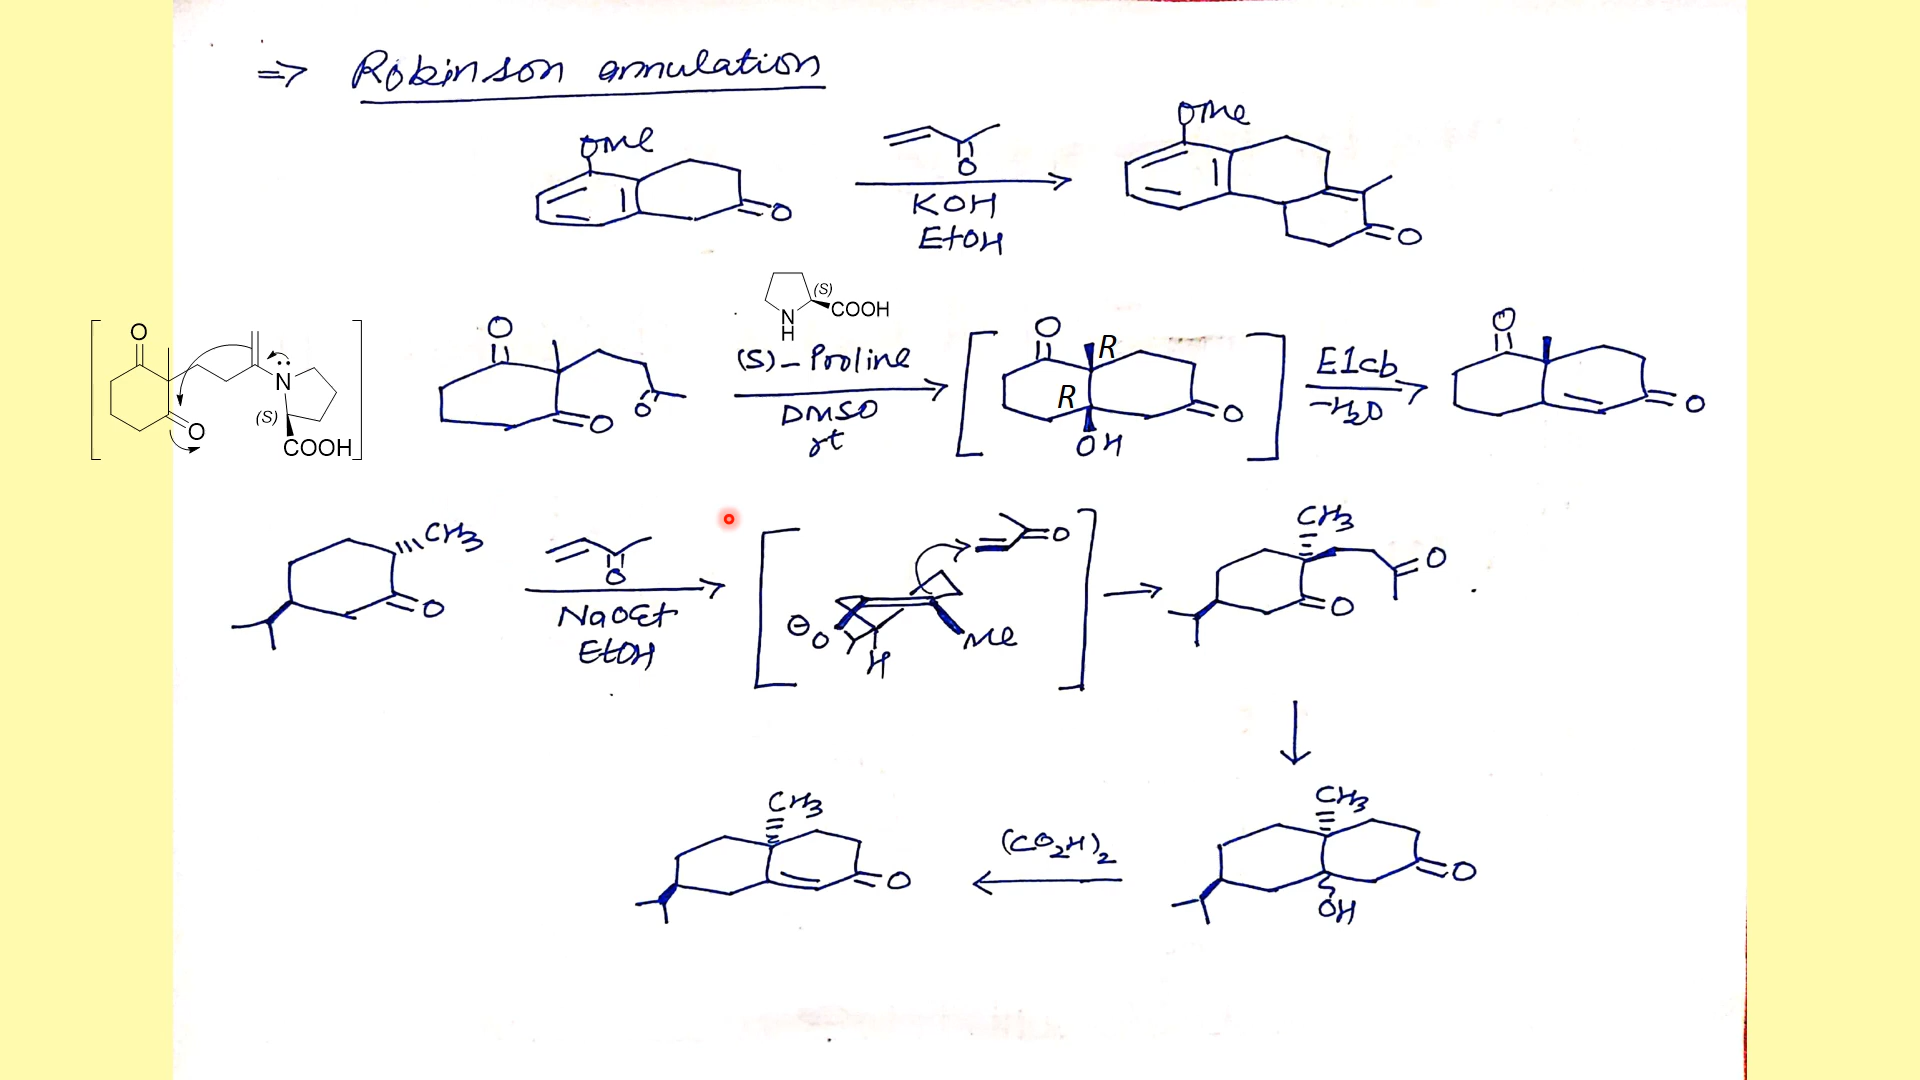 ⇒ Robinson annulation
OMe
O
O
KOH
EtOH
OMe
O
O
O
N
(S)
COOH
O
O
O
(S)
N
H
COOH
(S)-Proline
DMSO
rt
O
R
R
O
OH
E1cb
-H2O
O
O
CH3
O
O
NaOEt
EtOH
⊖O
H
Me
O
CH3
O
O
CH3
O
(CO2H)2
CH3
O
OH